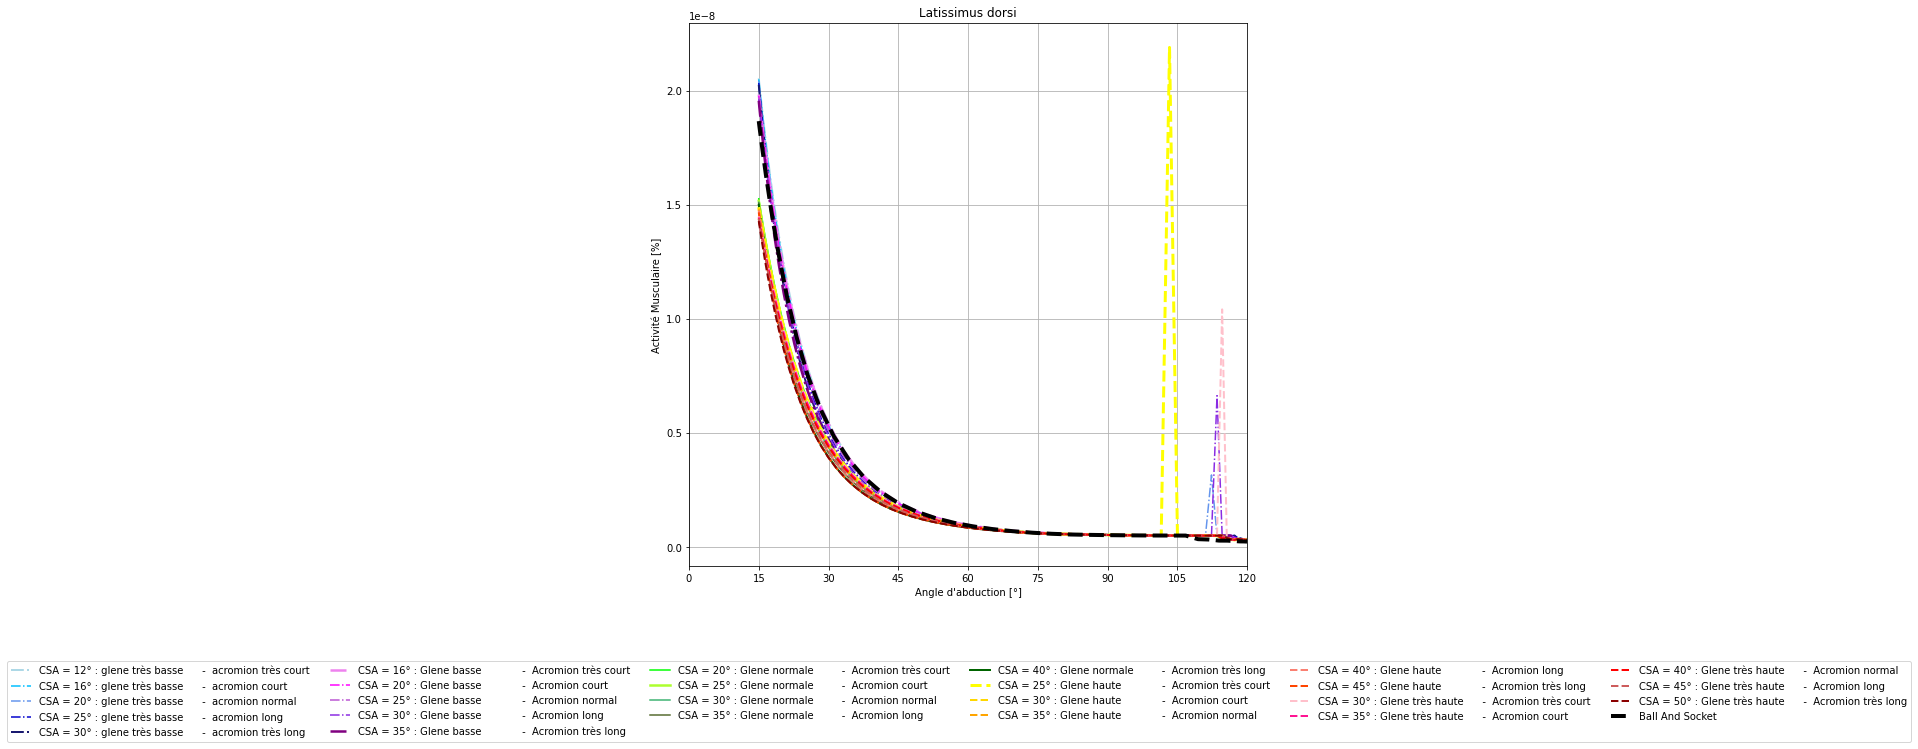 Latissimus dorsi
1e−8
2.0
1.5
1.0
0.5
0.0
Activité Musculaire [%]
0 15 30 45 60 75 90 105 120
Angle d'abduction [°]
CSA = 12° : glene très basse - acromion très court
CSA = 16° : glene très basse - acromion court
CSA = 20° : glene très basse - acromion normal
CSA = 25° : glene très basse - acromion long
CSA = 30° : glene très basse - acromion très long
CSA = 16° : Glene basse - Acromion très court
CSA = 20° : Glene basse - Acromion court
CSA = 25° : Glene basse - Acromion normal
CSA = 30° : Glene basse - Acromion long
CSA = 35° : Glene basse - Acromion très long
CSA = 20° : Glene normale - Acromion très court
CSA = 25° : Glene normale - Acromion court
CSA = 30° : Glene normale - Acromion normal
CSA = 35° : Glene normale - Acromion long
CSA = 40° : Glene normale - Acromion très long
CSA = 25° : Glene haute - Acromion très court
CSA = 30° : Glene haute - Acromion court
CSA = 35° : Glene haute - Acromion normal
CSA = 40° : Glene haute - Acromion long
CSA = 45° : Glene haute - Acromion très long
CSA = 30° : Glene très haute - Acromion très court
CSA = 35° : Glene très haute - Acromion court
CSA = 40° : Glene très haute - Acromion normal
CSA = 45° : Glene très haute - Acromion long
CSA = 50° : Glene très haute - Acromion très long
Ball And Socket